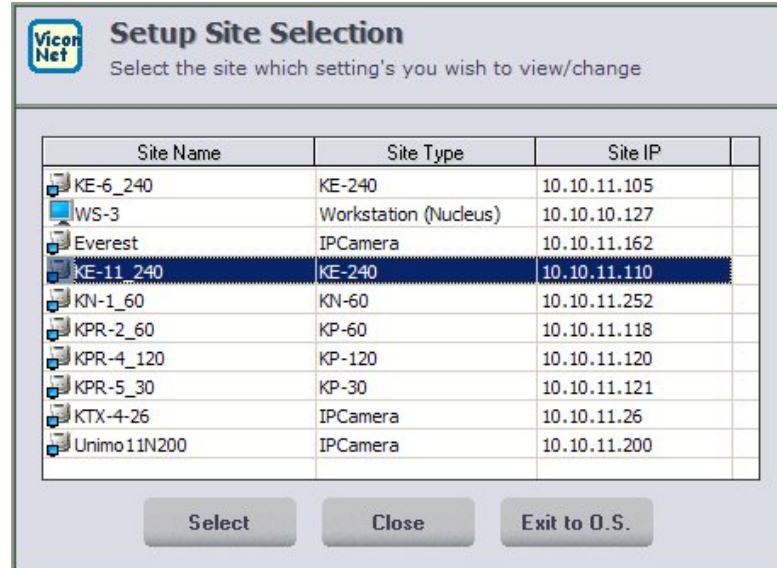 Vicon
Net
Setup Site Selection
Select the site which setting's you wish to view/change
Site Name Site Type Site IP
KE-6_240 KE-240 10.10.11.105
WS-3 Workstation (Nucleus) 10.10.10.127
Everest IPCamera 10.10.11.162
KE-11_240 KE-240 10.10.11.110
KN-1_60 KN-60 10.10.11.252
KPR-2_60 KP-60 10.10.11.118
KPR-4_120 KP-120 10.10.11.120
KPR-5_30 KP-30 10.10.11.121
KTX-4-26 IPCamera 10.10.11.26
Unimo11N200 IPCamera 10.10.11.200
Select Close Exit to O.S.